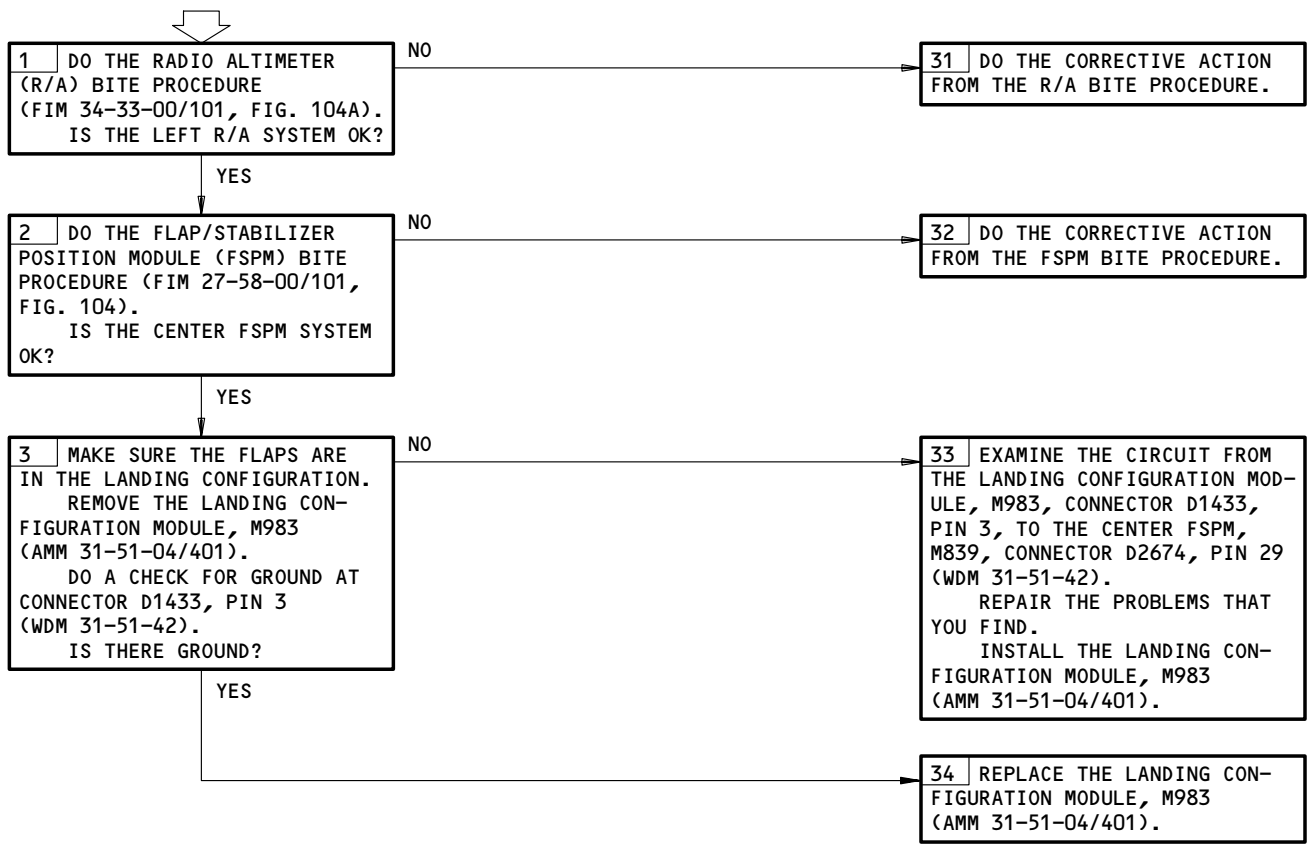 1 DO THE RADIO ALTIMETER
(R/A) BITE PROCEDURE
(FIM 34-33-00/101, FIG. 104A).
IS THE LEFT R/A SYSTEM OK?
NO
31 DO THE CORRECTIVE ACTION
FROM THE R/A BITE PROCEDURE.
YES
2 DO THE FLAP/STABILIZER
POSITION MODULE (FSPM) BITE
PROCEDURE (FIM 27-58-00/101,
FIG. 104).
IS THE CENTER FSPM SYSTEM
OK?
NO
32 DO THE CORRECTIVE ACTION
FROM THE FSPM BITE PROCEDURE.
YES
3 MAKE SURE THE FLAPS ARE
IN THE LANDING CONFIGURATION.
REMOVE THE LANDING CON-
FIGURATION MODULE, M983
(AMM 31-51-04/401).
DO A CHECK FOR GROUND AT
CONNECTOR D1433, PIN 3
(WDM 31-51-42).
IS THERE GROUND?
NO
33 EXAMINE THE CIRCUIT FROM
THE LANDING CONFIGURATION MOD-
ULE, M983, CONNECTOR D1433,
PIN 3, TO THE CENTER FSPM,
M839, CONNECTOR D2674, PIN 29
(WDM 31-51-42).
REPAIR THE PROBLEMS THAT
YOU FIND.
INSTALL THE LANDING CON-
FIGURATION MODULE, M983
(AMM 31-51-04/401).
YES
34 REPLACE THE LANDING CON-
FIGURATION MODULE, M983
(AMM 31-51-04/401).